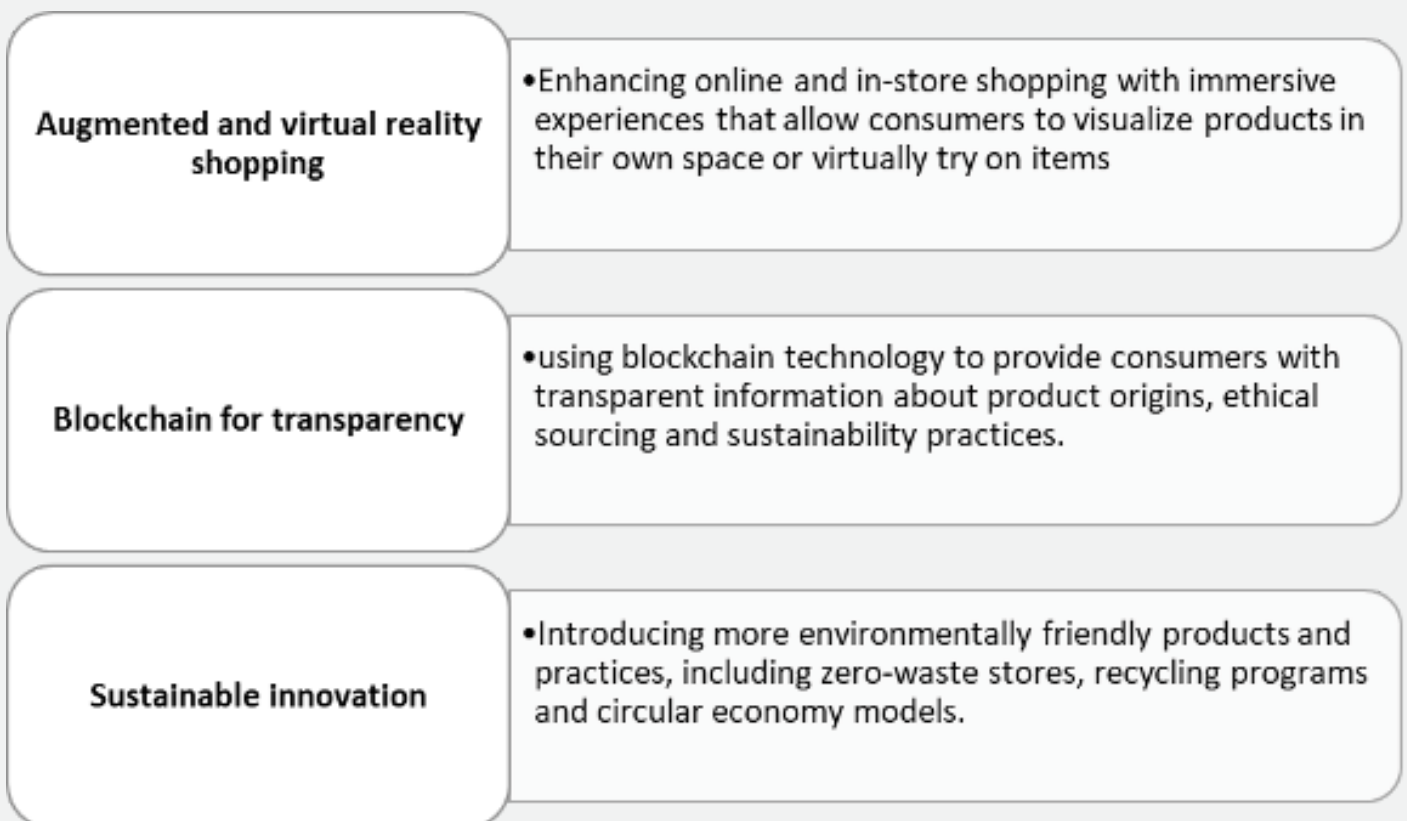 Augmented and virtual reality
shopping
•Enhancing online and in-store shopping with immersive
experiences that allow consumers to visualize products in
their own space or virtually try on items
Blockchain for transparency
•using blockchain technology to provide consumers with
transparent information about product origins, ethical
sourcing and sustainability practices.
Sustainable innovation
•Introducing more environmentally friendly products and
practices, including zero-waste stores, recycling programs
and circular economy models.